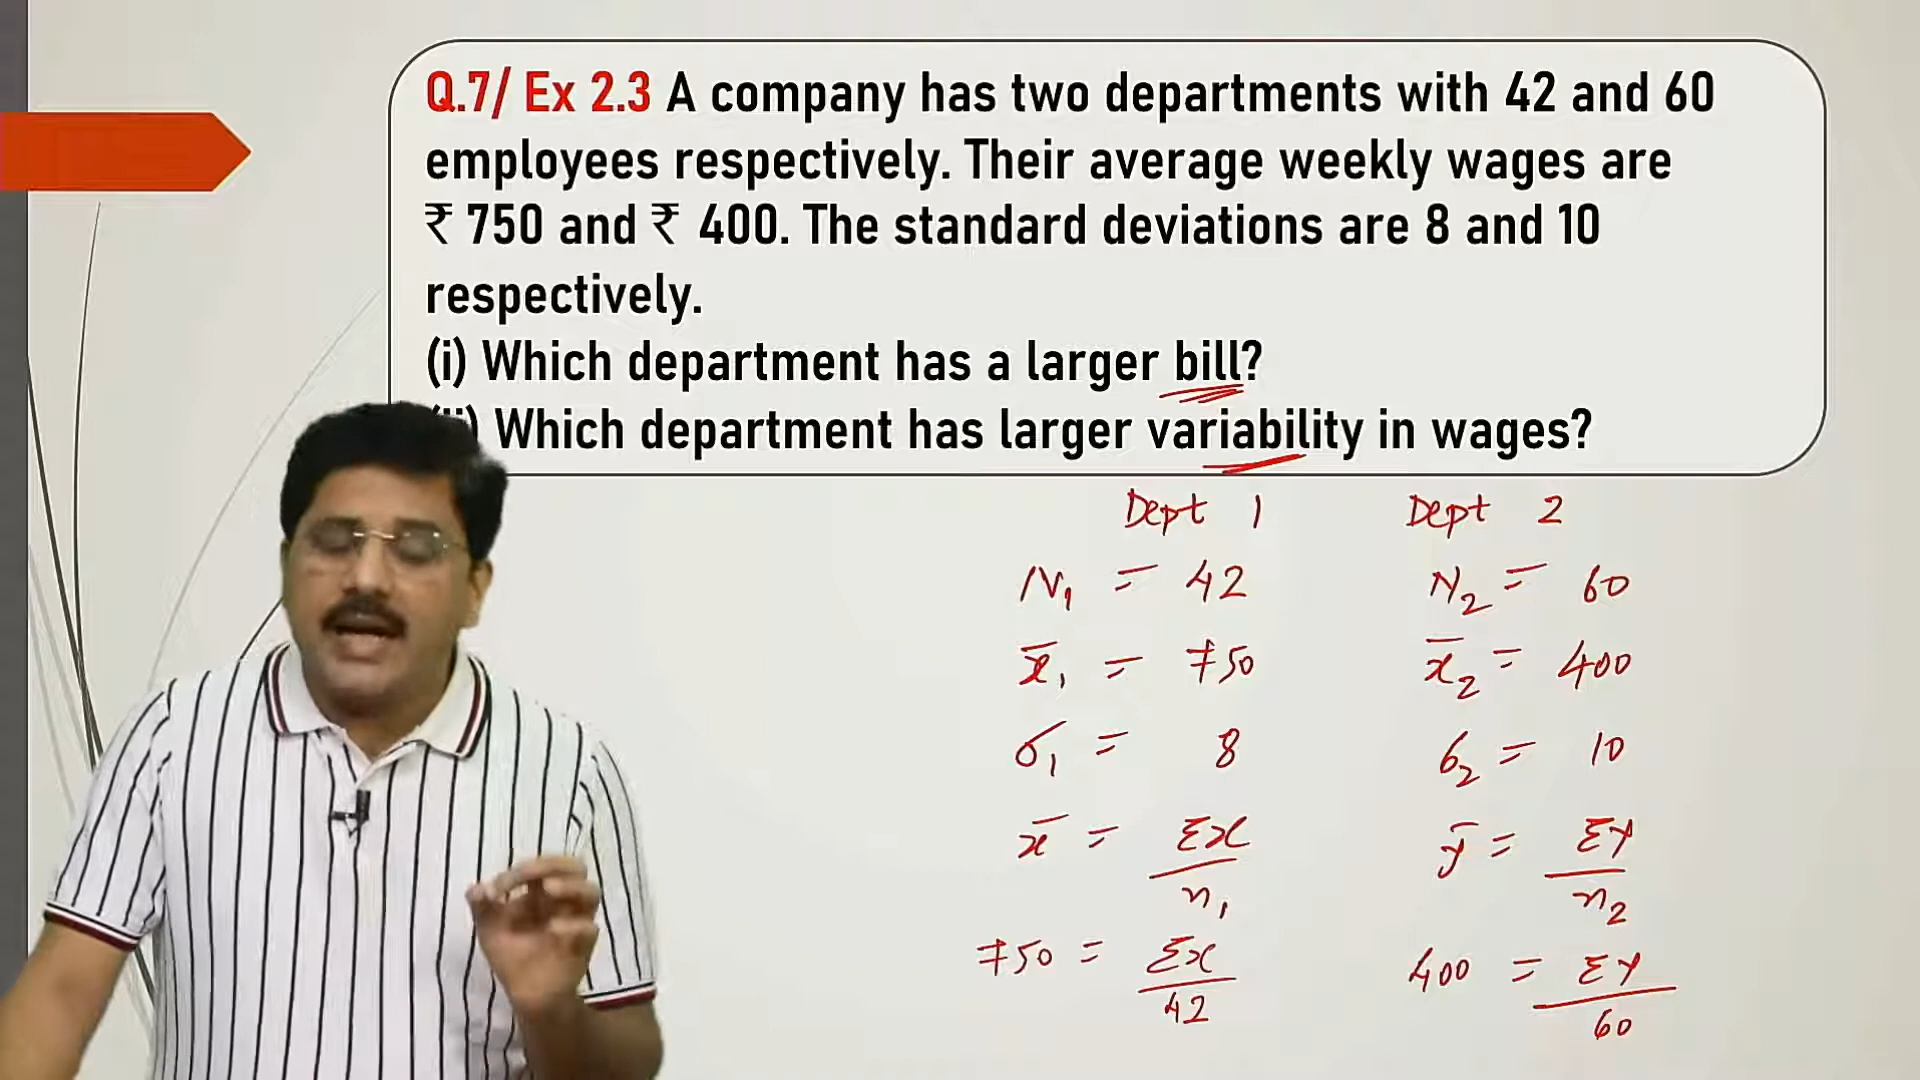 Q.7/ Ex 2.3 A company has two departments with 42 and 60
employees respectively. Their average weekly wages are
₹ 750 and ₹ 400. The standard deviations are 8 and 10
respectively.
(i) Which department has a larger bill?
) Which department has larger variability in wages?
Dept 1 Dept 2
N₁ = 42 N₂ = 60
x̄₁ = 750 x̄₂ = 400
σ₁ = 8 σ₂ = 10
x̄ = Σx / n₁ ȳ = Σy / n₂
750 = Σx / 42 400 = Σy / 60